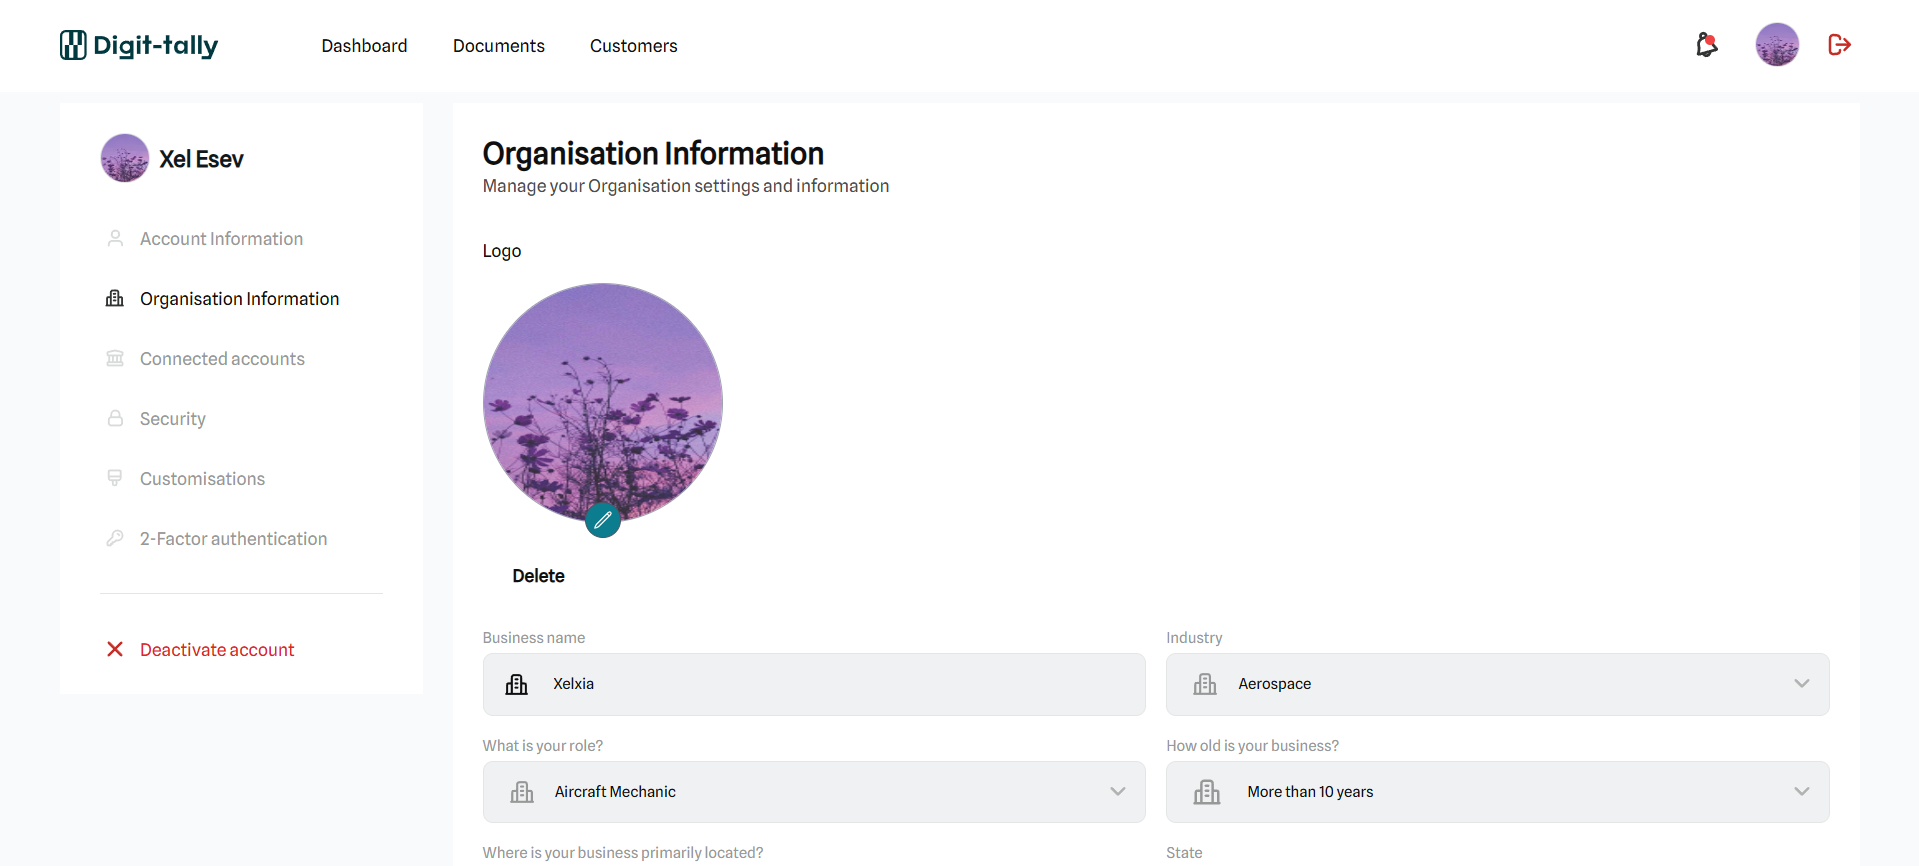 Digit-tally
Dashboard
Documents
Customers
Xel Esev
Account Information
Organisation Information
Connected accounts
Security
Customisations
2-Factor authentication
Deactivate account
Organisation Information
Manage your Organisation settings and information
Logo
Delete
Business name
Industry
Xelxia
Aerospace
What is your role?
How old is your business?
Aircraft Mechanic
More than 10 years
Where is your business primarily located?
State